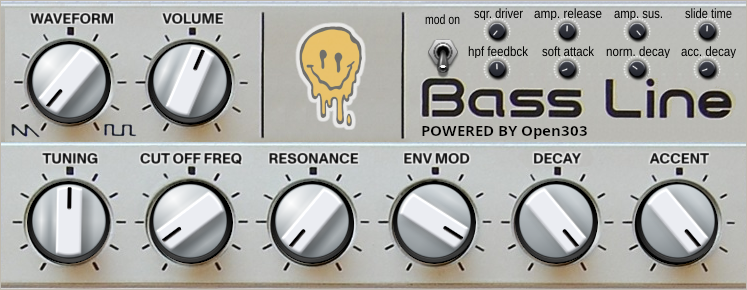 WAVEFORM VOLUME
mod on
sqr. driver amp. release amp. sus. slide time
hpf feedbck soft attack norm. decay acc. decay
Bass Line
POWERED BY Open303
TUNING CUT OFF FREQ RESONANCE ENV MOD DECAY ACCENT